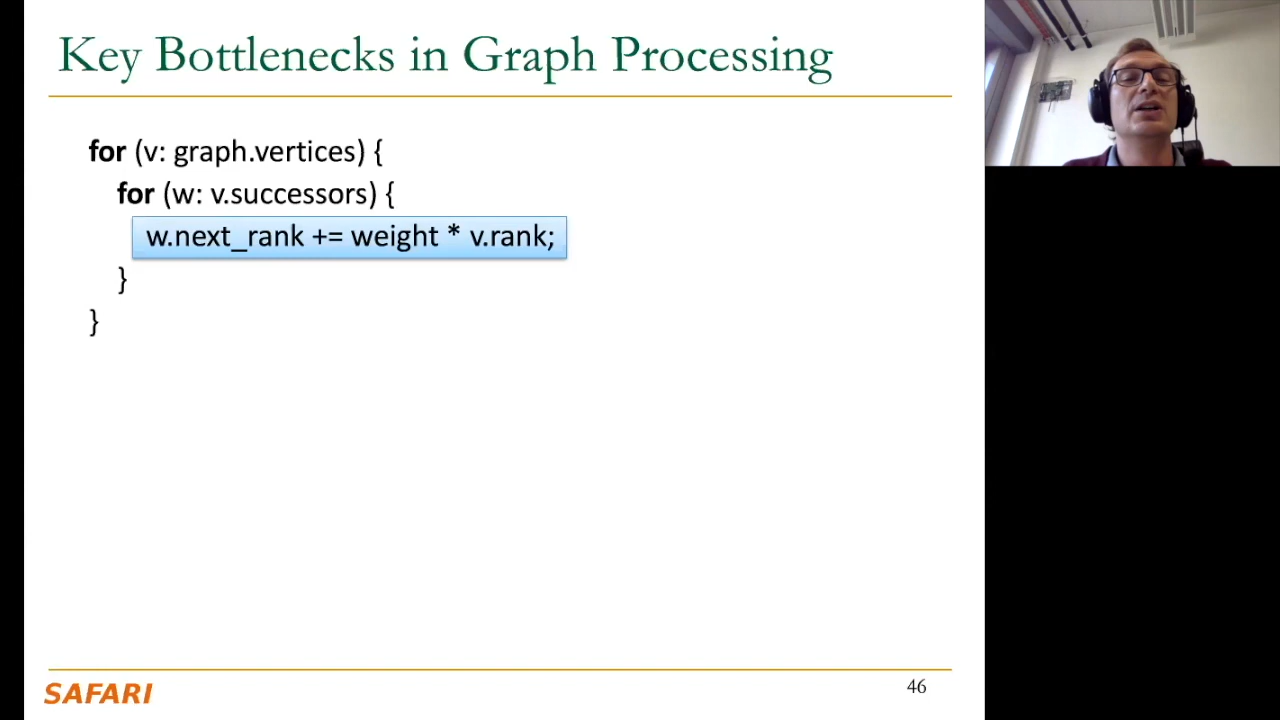 Key Bottlenecks in Graph Processing
for (v: graph.vertices) {
for (w: v.successors) {
w.next_rank += weight * v.rank;
}
}
SAFARI
46